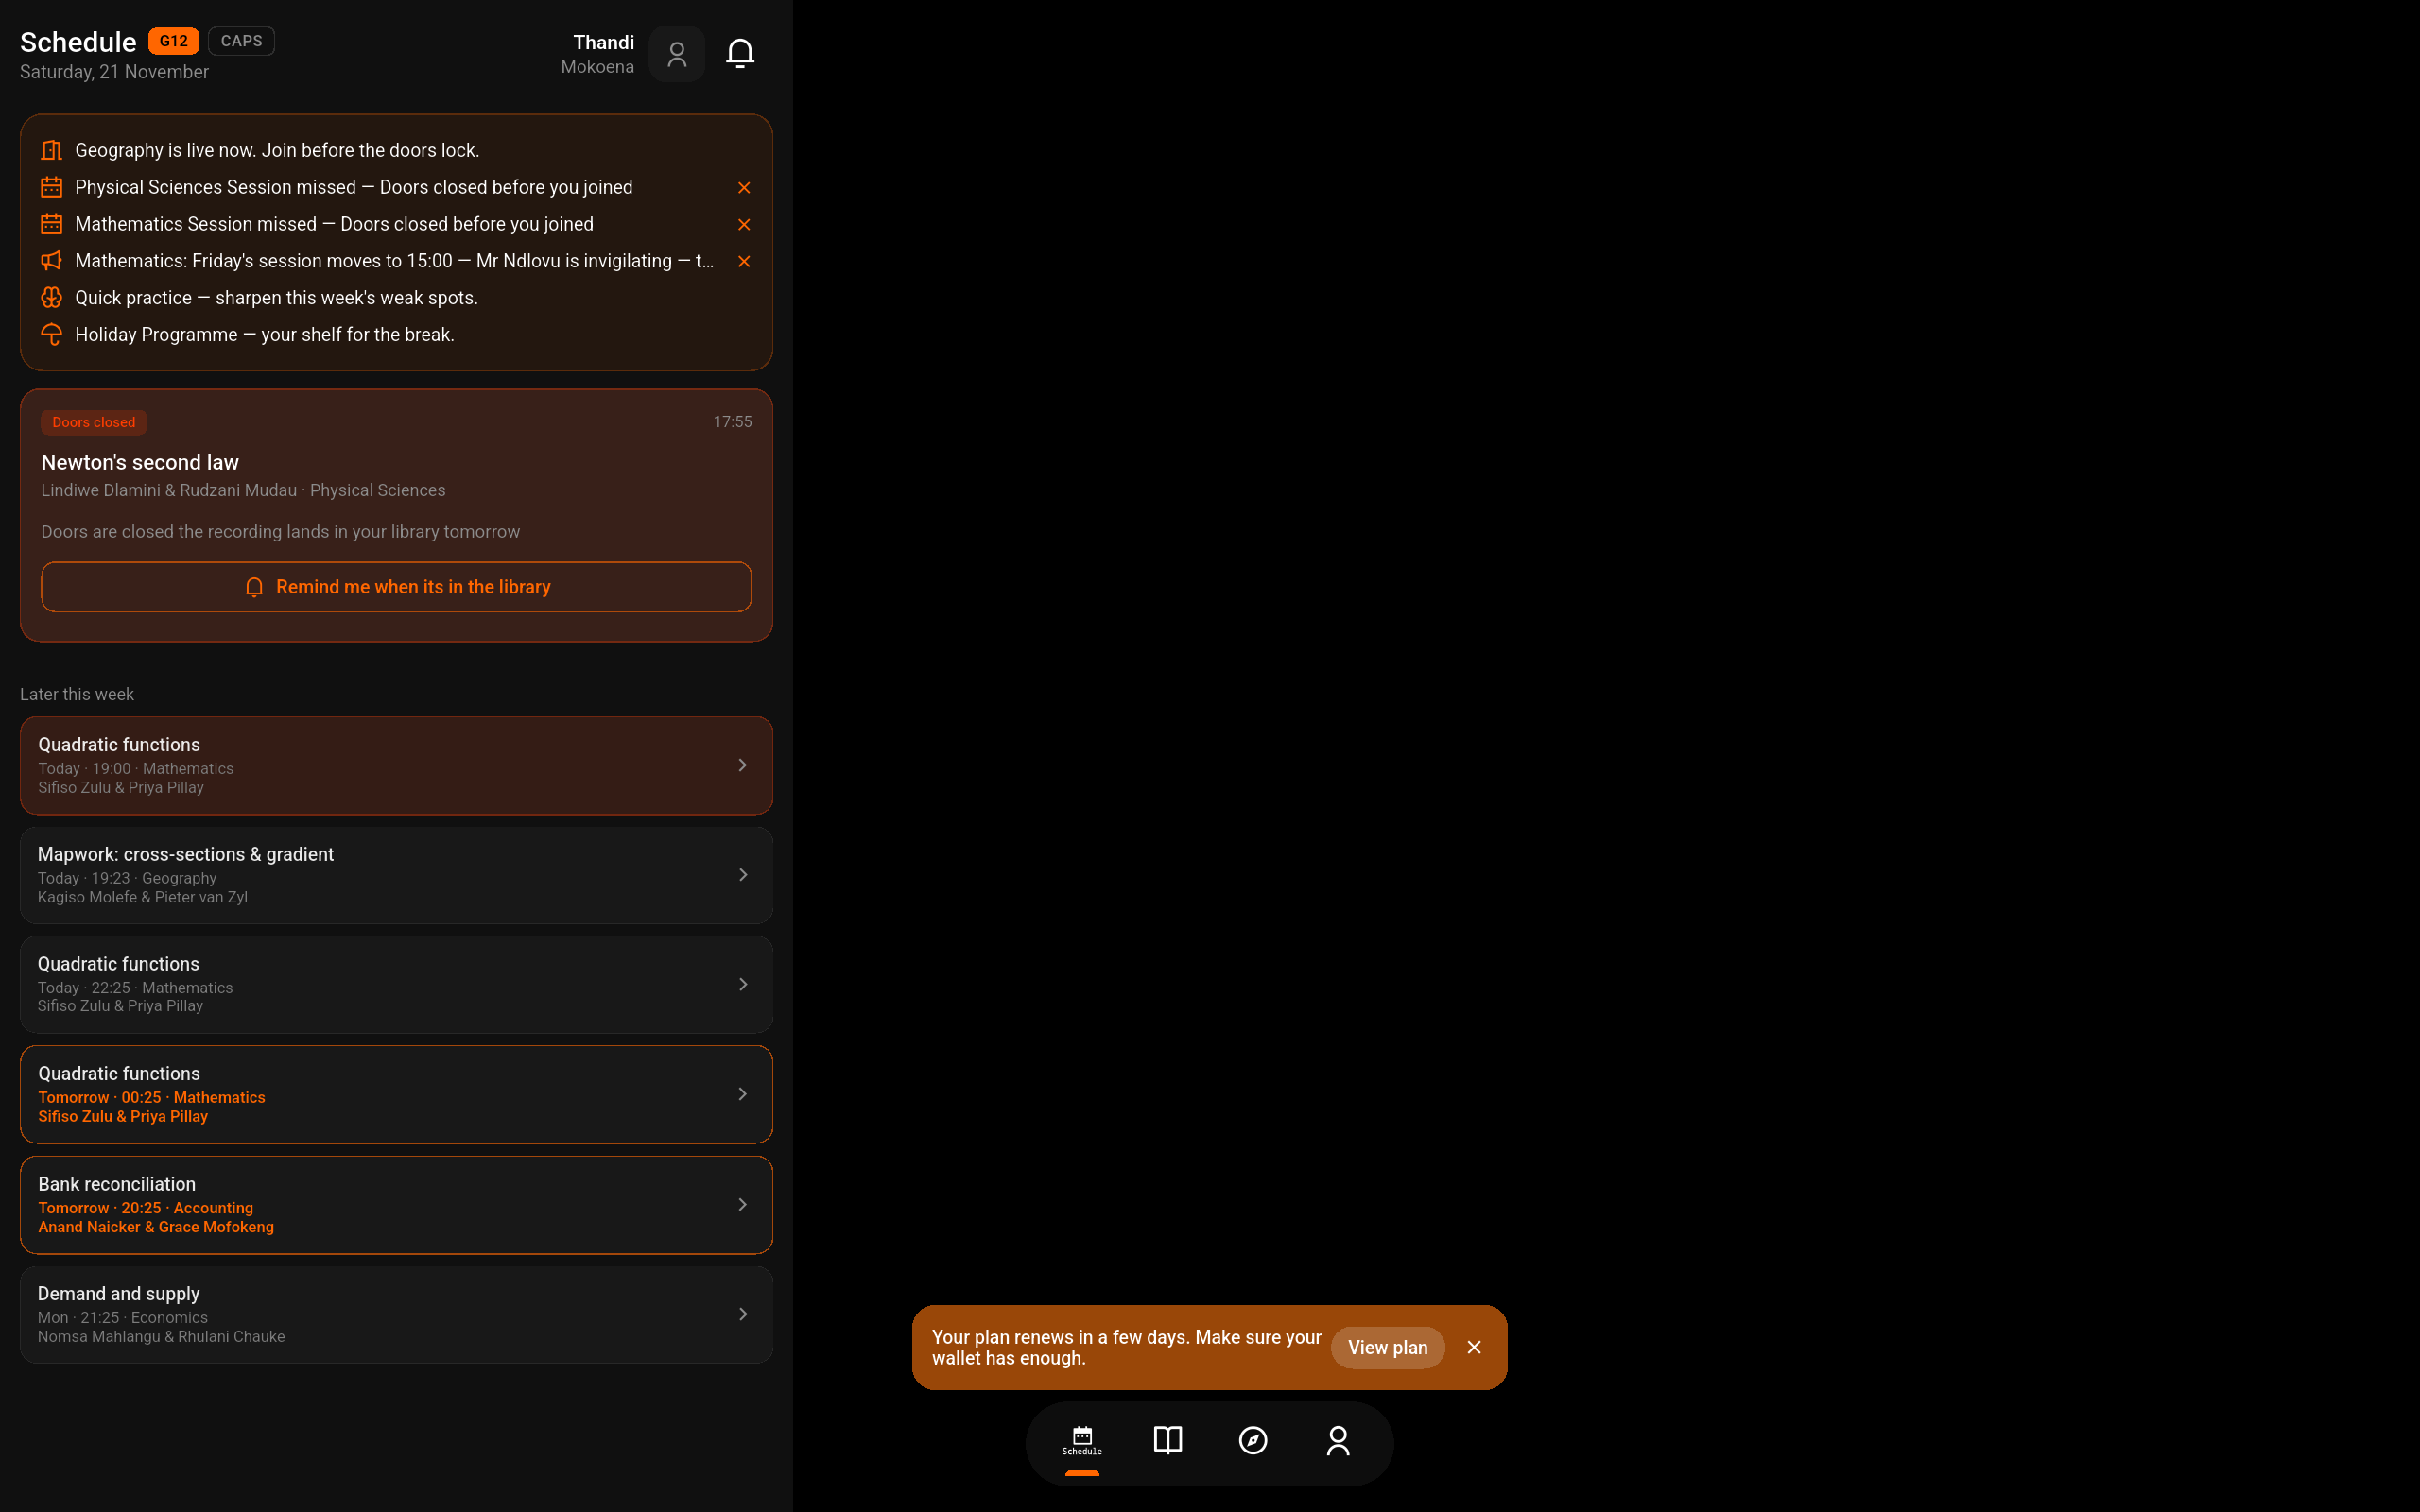 Schedule G12 CAPS
Saturday, 21 November
Thandi
Mokoena
Geography is live now. Join before the doors lock.
Physical Sciences Session missed — Doors closed before you joined
Mathematics Session missed — Doors closed before you joined
Mathematics: Friday's session moves to 15:00 — Mr Ndlovu is invigilating — t...
Quick practice — sharpen this week's weak spots.
Holiday Programme — your shelf for the break.
Doors closed 17:55
Newton's second law
Lindiwe Dlamini & Rudzani Mudau · Physical Sciences
Doors are closed the recording lands in your library tomorrow
Remind me when its in the library
Later this week
Quadratic functions
Today · 19:00 · Mathematics
Sifiso Zulu & Priya Pillay
Mapwork: cross-sections & gradient
Today · 19:23 · Geography
Kagiso Molefe & Pieter van Zyl
Quadratic functions
Today · 22:25 · Mathematics
Sifiso Zulu & Priya Pillay
Quadratic functions
Tomorrow · 00:25 · Mathematics
Sifiso Zulu & Priya Pillay
Bank reconciliation
Tomorrow · 20:25 · Accounting
Anand Naicker & Grace Mofokeng
Demand and supply
Mon · 21:25 · Economics
Nomsa Mahlangu & Rhulani Chauke
Your plan renews in a few days. Make sure your
wallet has enough.
View plan
Schedule